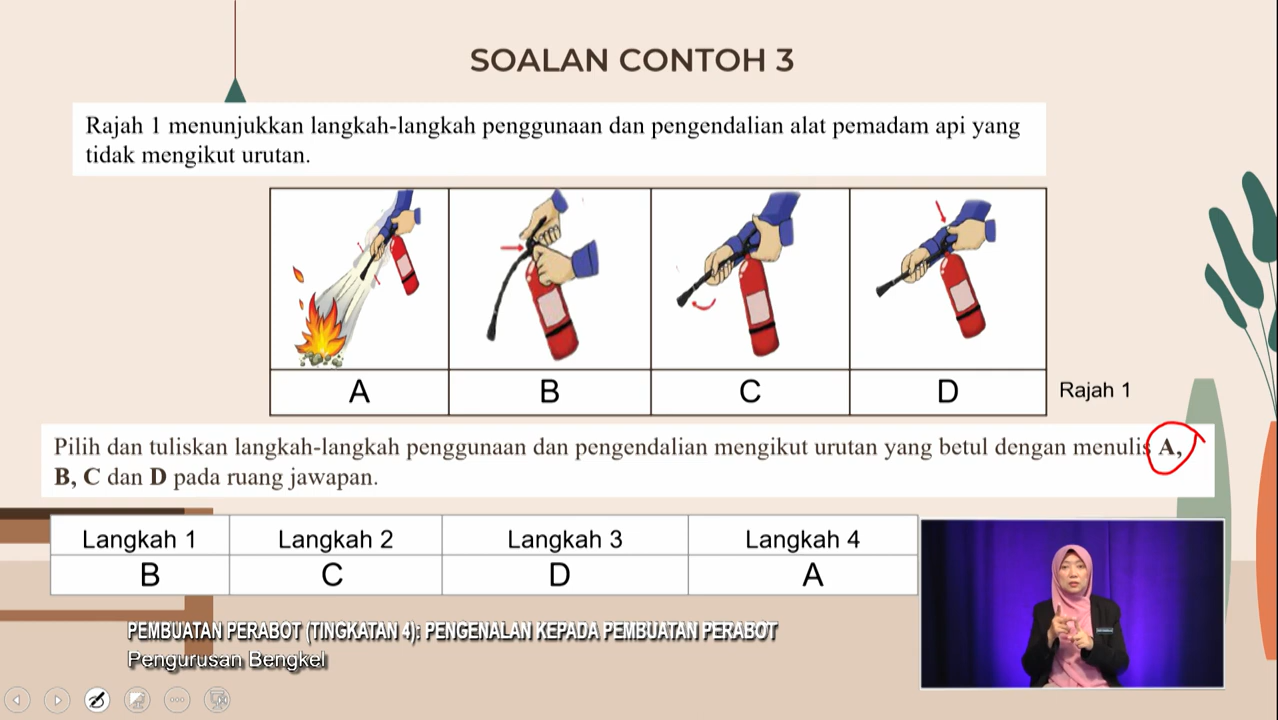 SOALAN CONTOH 3
Rajah 1 menunjukkan langkah-langkah penggunaan dan pengendalian alat pemadam api yang
tidak mengikut urutan.
A B C D
Rajah 1
Pilih dan tuliskan langkah-langkah penggunaan dan pengendalian mengikut urutan yang betul dengan menulis A,
B, C dan D pada ruang jawapan.
Langkah 1 Langkah 2 Langkah 3 Langkah 4
B C D A
PEMBUATAN PERABOT (TINGKATAN 4): PENGENALAN KEPADA PEMBUATAN PERABOT
Pengurusan Bengkel